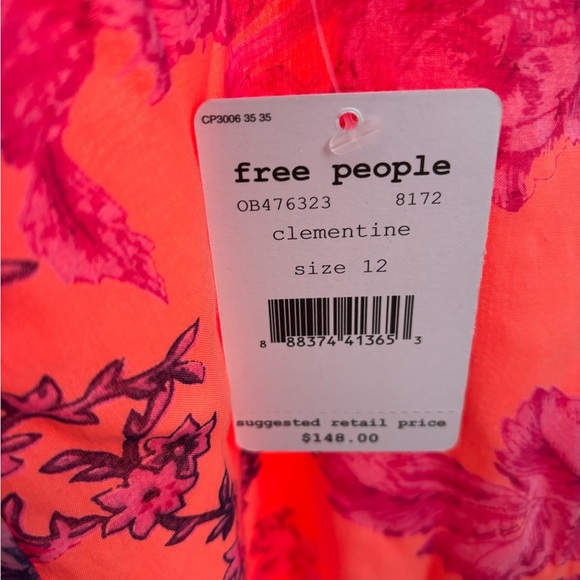 CP3006 35 35
free people
OB476323 8172
clementine
size 12
8 88374 41365 3
suggested retail price
$148.00